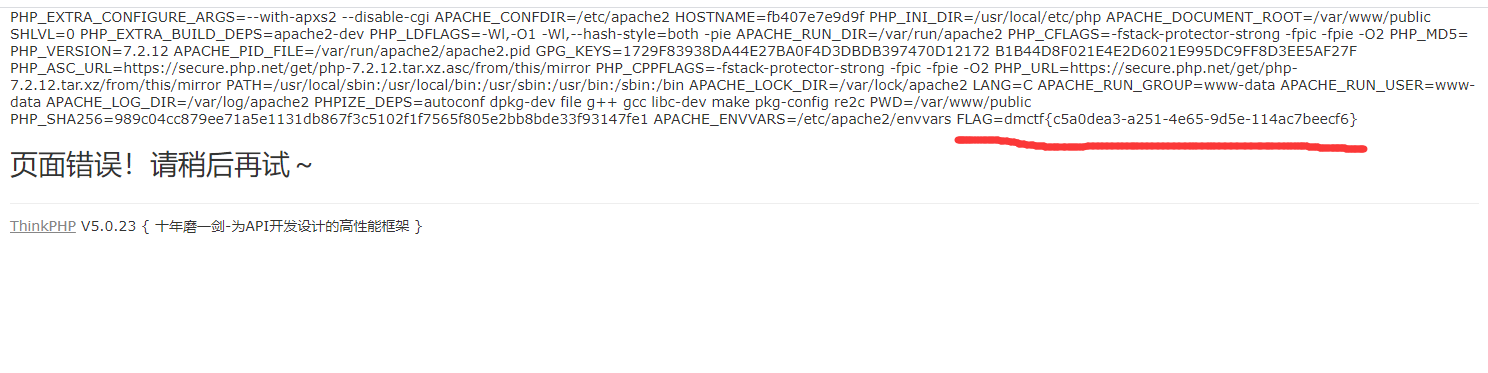 PHP_EXTRA_CONFIGURE_ARGS=--with-apxs2 --disable-cgi APACHE_CONFDIR=/etc/apache2 HOSTNAME=fb407e7e9d9f PHP_INI_DIR=/usr/local/etc/php APACHE_DOCUMENT_ROOT=/var/www/public
SHLVL=0 PHP_EXTRA_BUILD_DEPS=apache2-dev PHP_LDFLAGS=-Wl,-O1 -Wl,--hash-style=both -pie APACHE_RUN_DIR=/var/run/apache2 PHP_CFLAGS=-fstack-protector-strong -fpic -fpie -O2 PHP_MD5=
PHP_VERSION=7.2.12 APACHE_PID_FILE=/var/run/apache2/apache2.pid GPG_KEYS=1729F83938DA44E27BA0F4D3DBDB397470D12172 B1B44D8F021E4E2D6021E995DC9FF8D3EE5AF27F
PHP_ASC_URL=https://secure.php.net/get/php-7.2.12.tar.xz.asc/from/this/mirror PHP_CPPFLAGS=-fstack-protector-strong -fpic -fpie -O2 PHP_URL=https://secure.php.net/get/php-
7.2.12.tar.xz/from/this/mirror PATH=/usr/local/sbin:/usr/local/bin:/usr/sbin:/usr/bin:/sbin:/bin APACHE_LOCK_DIR=/var/lock/apache2 LANG=C APACHE_RUN_GROUP=www-data APACHE_RUN_USER=www-
data APACHE_LOG_DIR=/var/log/apache2 PHPIZE_DEPS=autoconf dpkg-dev file g++ gcc libc-dev make pkg-config re2c PWD=/var/www/public
PHP_SHA256=989c04cc879ee71a5e1131db867f3c5102f1f7565f805e2bb8bde33f93147fe1 APACHE_ENVVARS=/etc/apache2/envvars FLAG=dmctf{c5a0dea3-a251-4e65-9d5e-114ac7beecf6}
页面错误！请稍后再试～
ThinkPHP V5.0.23 { 十年磨一剑-为API开发设计的高性能框架 }